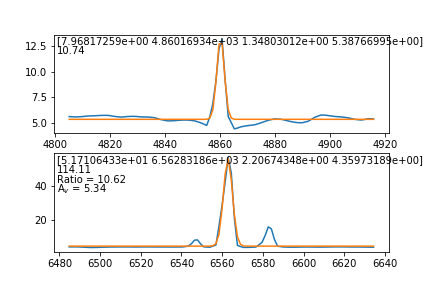 [7.96817259e+00 4.86016934e+03 1.34803012e+00 5.38766995e+00]
10.74
12.5
10.0
7.5
5.0
4800 4820 4840 4860 4880 4900 4920
[5.17106433e+01 6.56283186e+03 2.20674348e+00 4.35973189e+00]
114.11
Ratio = 10.62
Av = 5.34
40
20
6480 6500 6520 6540 6560 6580 6600 6620 6640